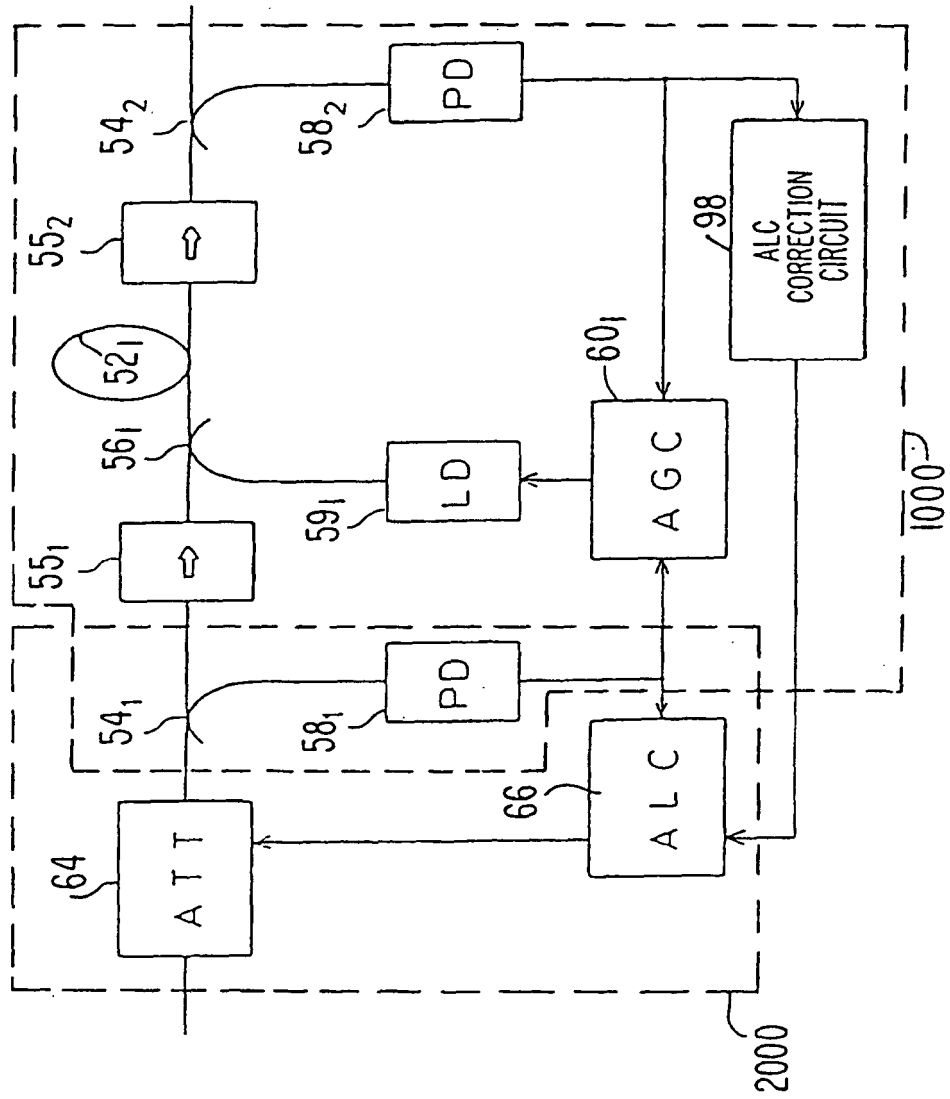 54₂
55₂
52₁
56₁
55₁
54₁
64
PD
58₂
ATT
LD
59₁
PD
58₁
98
ALC
CORRECTION
CIRCUIT
60₁
AGC
66
ALC
1000
2000